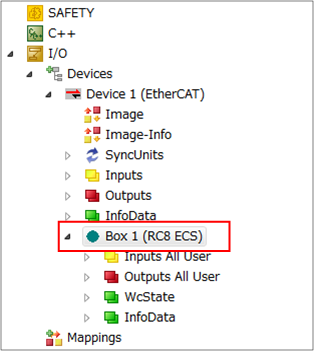 SAFETY
C++
I/O
Devices
Device 1 (EtherCAT)
Image
Image-Info
SyncUnits
Inputs
Outputs
InfoData
Box 1 (RC8 ECS)
Inputs All User
Outputs All User
WcState
InfoData
Mappings